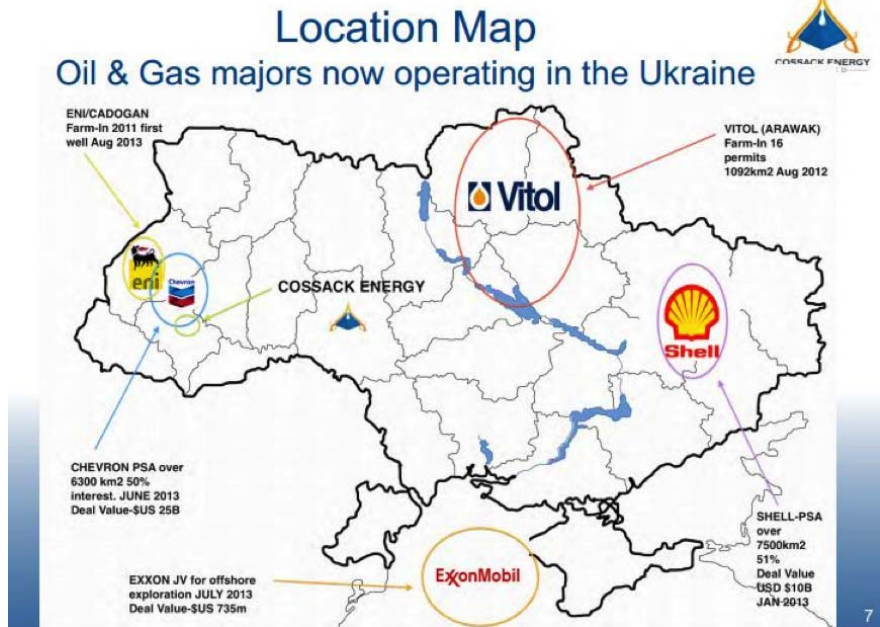 Location Map
Oil & Gas majors now operating in the Ukraine
COSSACK ENERGY
ENI/CADOGAN
Farm-In 2011 first
well Aug 2013
VITOL (ARAWAK)
Farm-In 16
permits
1092km2 Aug 2012
Vitol
eni
Chevron
COSSACK ENERGY
Shell
CHEVRON PSA over
6300 km2 50%
interest. JUNE 2013
Deal Value-$US 25B
SHELL-PSA
over
7500km2
51%
Deal Value
USD $10B
JAN 2013
EXXON JV for offshore
exploration JULY 2013
Deal Value-$US 735m
ExxonMobil
7